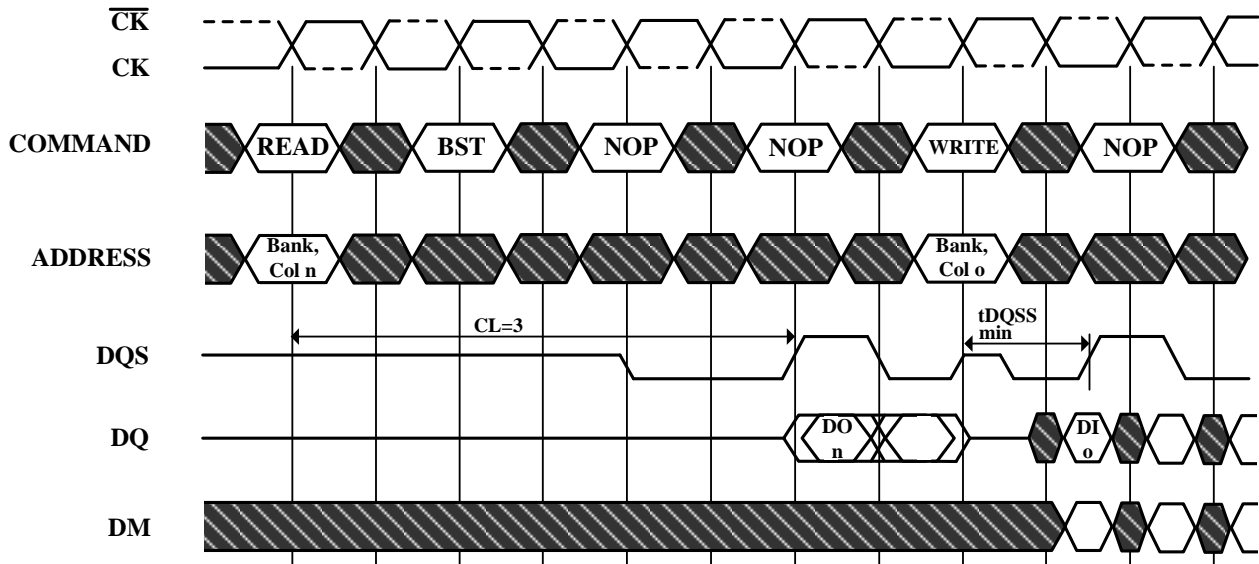 CK
CK
COMMAND
READ
BST
NOP
NOP
WRITE
NOP
ADDRESS
Bank,
Col n
Bank,
Col o
DQS
CL=3
tDQSS
min
DQ
DO
n
DI
o
DM